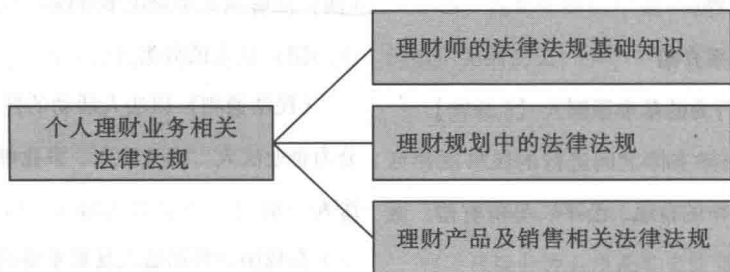 理财师的法律法规基础知识
个人理财业务相关
法律法规
理财规划中的法律法规
理财产品及销售相关法律法规